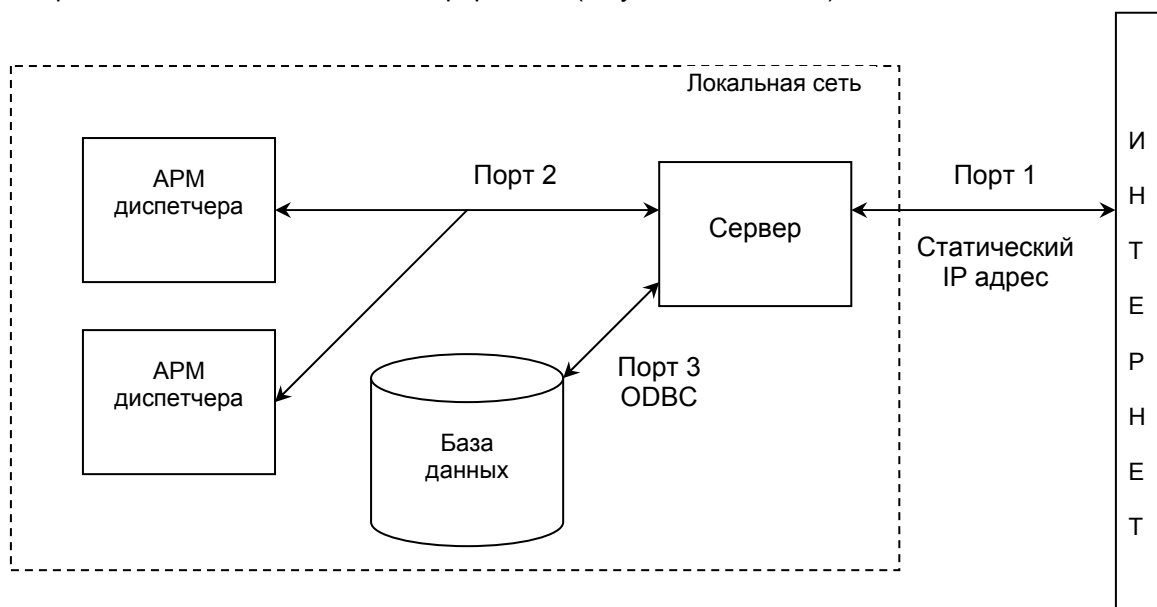 Локальная сеть
АРМ
диспетчера
Порт 2
Сервер
Порт 1
Статический
IP адрес
АРМ
диспетчера
Порт 3
ODBC
База
данных
И
Н
Т
Е
Р
Н
Е
Т